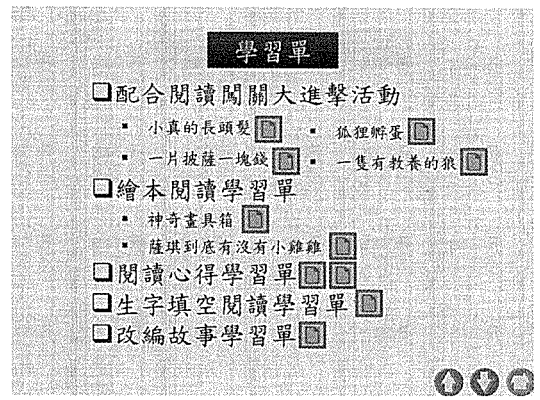 學習單
❑配合閱讀闖關大進擊活動
▪ 小真的長頭髮 ▪ 狐狸孵蛋
▪ 一片披薩一塊錢 ▪ 一隻有教養的狼
❑繪本閱讀學習單
▪ 神奇畫具箱
▪ 薩琪到底有沒有小雞雞
❑閱讀心得學習單
❑生字填空閱讀學習單
❑改編故事學習單